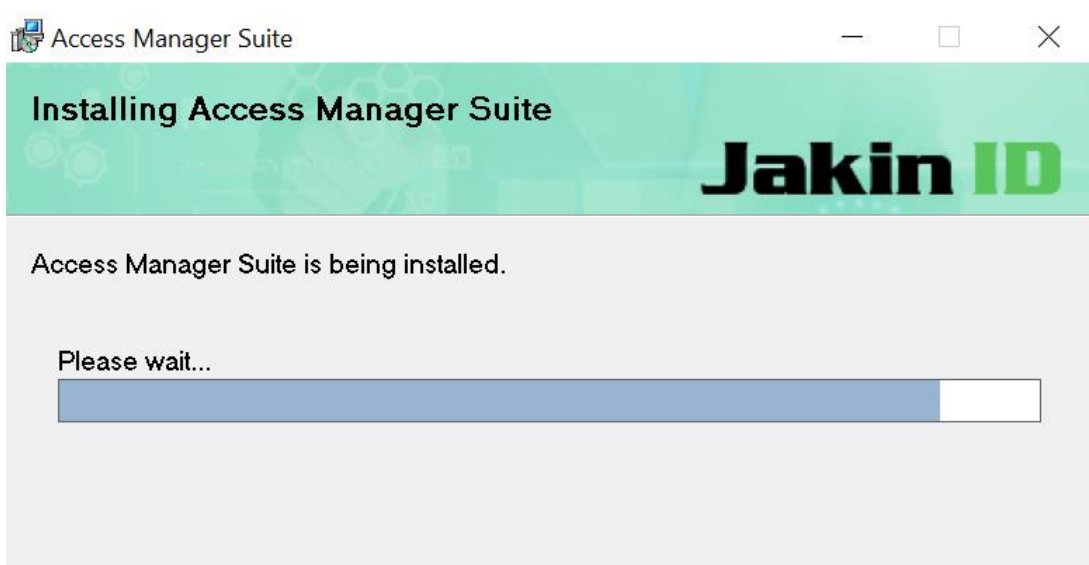 Access Manager Suite
Installing Access Manager Suite
Jakin ID
Access Manager Suite is being installed.
Please wait...